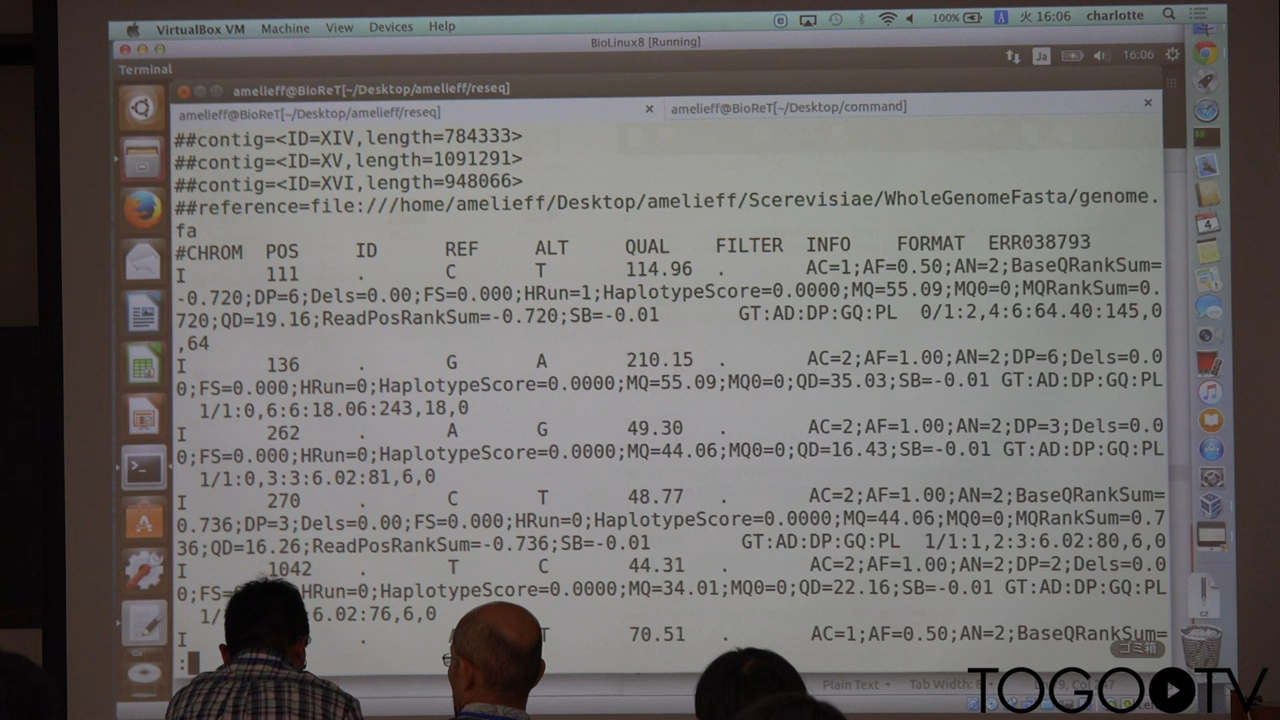 VirtualBox VM Machine View Devices Help 100% A 火 16:06 charlotte
BioLinux8 [Running]
Terminal Ja 16:06
amelieff@BioReT[~/Desktop/amelieff/reseq]
amelieff@BioReT[~/Desktop/amelieff/reseq] × amelieff@BioReT[~/Desktop/command] ×
##contig=<ID=XIV,length=784333>
##contig=<ID=XV,length=1091291>
##contig=<ID=XVI,length=948066>
##reference=file:///home/amelieff/Desktop/amelieff/Scerevisiae/WholeGenomeFasta/genome.
fa
#CHROM POS ID REF ALT QUAL FILTER INFO FORMAT ERR038793
I 111 . C T 114.96 . AC=1;AF=0.50;AN=2;BaseQRankSum=
-0.720;DP=6;Dels=0.00;FS=0.000;HRun=1;HaplotypeScore=0.0000;MQ=55.09;MQ0=0;MQRankSum=0.
720;QD=19.16;ReadPosRankSum=-0.720;SB=-0.01 GT:AD:DP:GQ:PL 0/1:2,4:6:64.40:145,0
,64
I 136 . G A 210.15 . AC=2;AF=1.00;AN=2;DP=6;Dels=0.0
0;FS=0.000;HRun=0;HaplotypeScore=0.0000;MQ=55.09;MQ0=0;QD=35.03;SB=-0.01 GT:AD:DP:GQ:PL
1/1:0,6:6:18.06:243,18,0
I 262 . A G 49.30 . AC=2;AF=1.00;AN=2;DP=3;Dels=0.0
0;FS=0.000;HRun=0;HaplotypeScore=0.0000;MQ=44.06;MQ0=0;QD=16.43;SB=-0.01 GT:AD:DP:GQ:PL
1/1:0,3:3:6.02:81,6,0
I 270 . C T 48.77 . AC=2;AF=1.00;AN=2;BaseQRankSum=
0.736;DP=3;Dels=0.00;FS=0.000;HRun=0;HaplotypeScore=0.0000;MQ=44.06;MQ0=0;MQRankSum=0.7
36;QD=16.26;ReadPosRankSum=-0.736;SB=-0.01 GT:AD:DP:GQ:PL 1/1:1,2:3:6.02:80,6,0
I 1042 . T C 44.31 . AC=2;AF=1.00;AN=2;DP=2;Dels=0.0
0;FS= HRun=0;HaplotypeScore=0.0000;MQ=34.01;MQ0=0;QD=22.16;SB=-0.01 GT:AD:DP:GQ:PL
1/ :6.02:76,6,0
I . T 70.51 . AC=1;AF=0.50;AN=2;BaseQRankSum=
:
ゴミ箱
Plain Text Tab Width:
TOGO TV